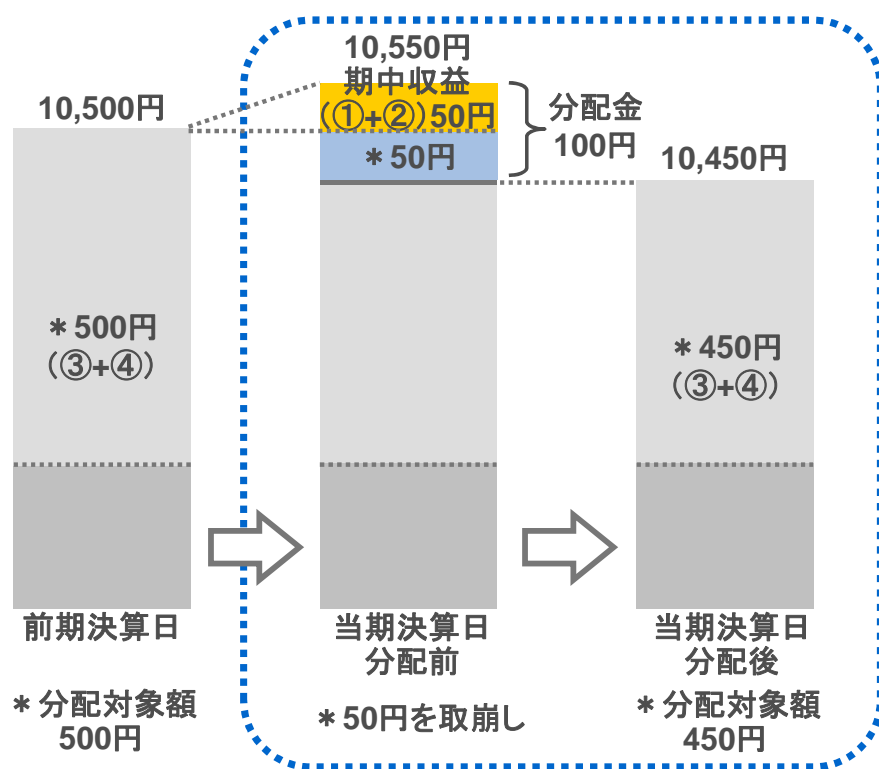 10,500円
＊500円
（③+④）
前期決算日
＊分配対象額
500円
10,550円
期中収益
（①+②）50円
＊50円
分配金
100円
当期決算日
分配前
＊50円を取崩し
10,450円
＊450円
（③+④）
当期決算日
分配後
＊分配対象額
450円